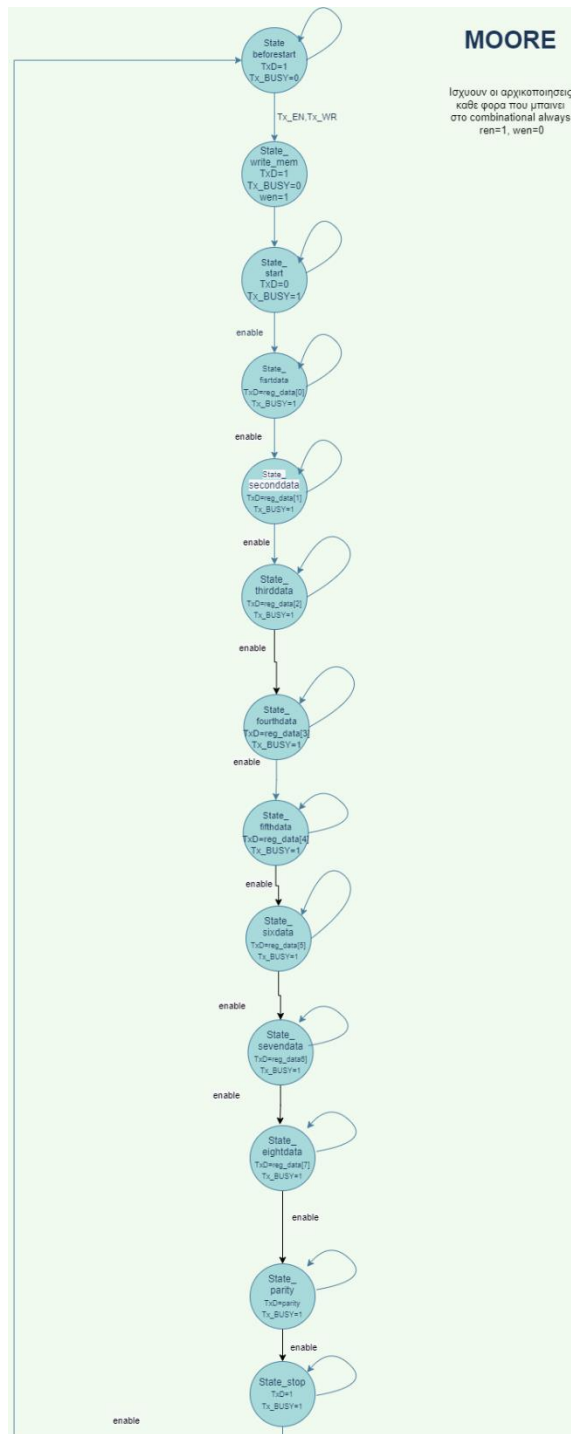 MOORE
Ισχυουν οι αρχικοποιησεις
καθε φορα που μπαινει
στο combinational always
ren=1, wen=0
State
beforestart
TxD=1
Tx_BUSY=0
Tx_EN,Tx_WR
State_
write_mem
TxD=1
Tx_BUSY=0
wen=1
State_
start
TxD=0
Tx_BUSY=1
enable
State_
fisrtdata
TxD=reg_data[0]
Tx_BUSY=1
enable
State_
seconddata
TxD=reg_data[1]
Tx_BUSY=1
enable
State_
thirddata
TxD=reg_data[2]
Tx_BUSY=1
enable
State_
fourthdata
TxD=reg_data[3]
Tx_BUSY=1
enable
State_
fifthdata
TxD=reg_data[4]
Tx_BUSY=1
enable
State_
sixdata
TxD=reg_data[5]
Tx_BUSY=1
enable
State_
sevendata
TxD=reg_data6]
Tx_BUSY=1
enable
State_
eightdata
TxD=reg_data[7]
Tx_BUSY=1
enable
State_
parity
TxD=parity
Tx_BUSY=1
enable
State_stop
TxD=1
Tx_BUSY=1
enable